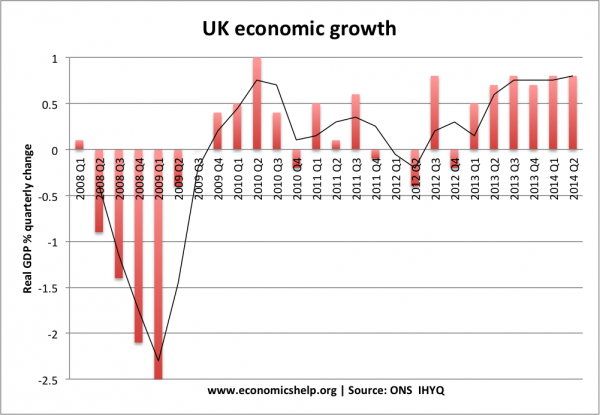 UK economic growth
Real GDP % quarterly change
1
0.5
0
-0.5
-1
-1.5
-2
-2.5
2008 Q1
2008 Q2
2008 Q3
2008 Q4
2009 Q1
2009 Q2
2009 Q3
2009 Q4
2010 Q1
2010 Q2
2010 Q3
2010 Q4
2011 Q1
2011 Q2
2011 Q3
2011 Q4
2012 Q1
2012 Q2
2012 Q3
2012 Q4
2013 Q1
2013 Q2
2013 Q3
2013 Q4
2014 Q1
2014 Q2
www.economicshelp.org | Source: ONS IHYQ